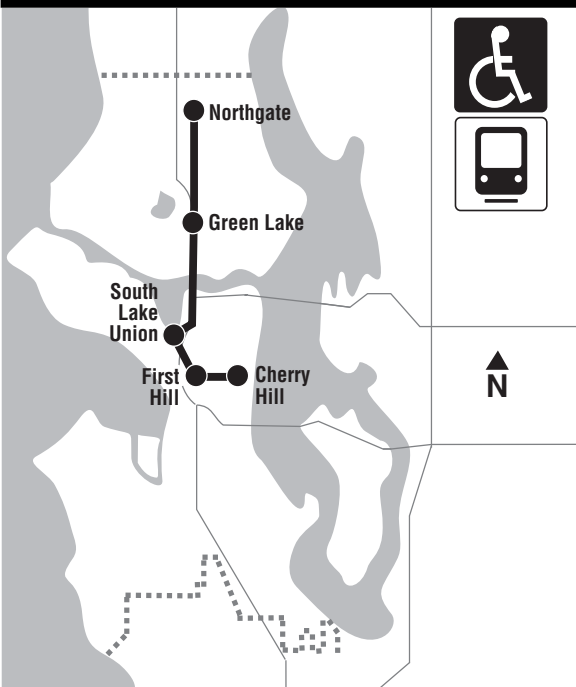 Northgate
Green Lake
South
Lake
Union
First
Hill
Cherry
Hill
N